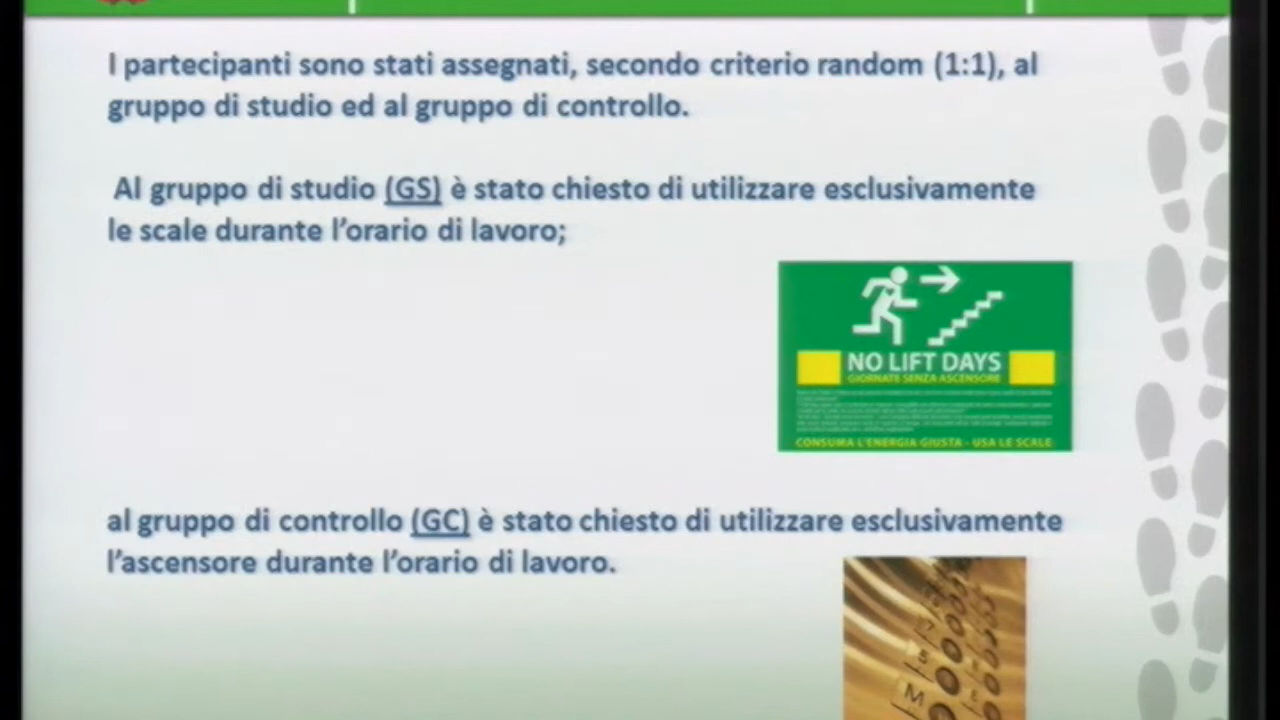 I partecipanti sono stati assegnati, secondo criterio random (1:1), al
gruppo di studio ed al gruppo di controllo.
Al gruppo di studio (GS) è stato chiesto di utilizzare esclusivamente
le scale durante l'orario di lavoro;
NO LIFT DAYS
GIORNATE SENZA ASCENSORE
CONSUMA L'ENERGIA GIUSTA - USA LE SCALE
al gruppo di controllo (GC) è stato chiesto di utilizzare esclusivamente
l'ascensore durante l'orario di lavoro.
7
8
M